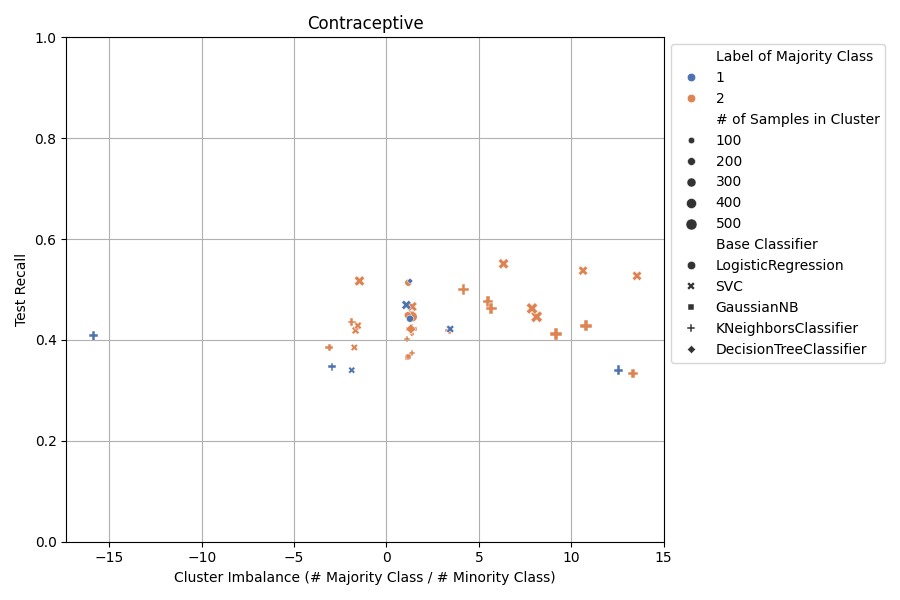 Contraceptive
1.0
0.8
0.6
0.4
0.2
0.0
Test Recall
−15
−10
−5
0
5
10
15
Cluster Imbalance (# Majority Class / # Minority Class)
Label of Majority Class
1
2
# of Samples in Cluster
100
200
300
400
500
Base Classifier
LogisticRegression
SVC
GaussianNB
KNeighborsClassifier
DecisionTreeClassifier